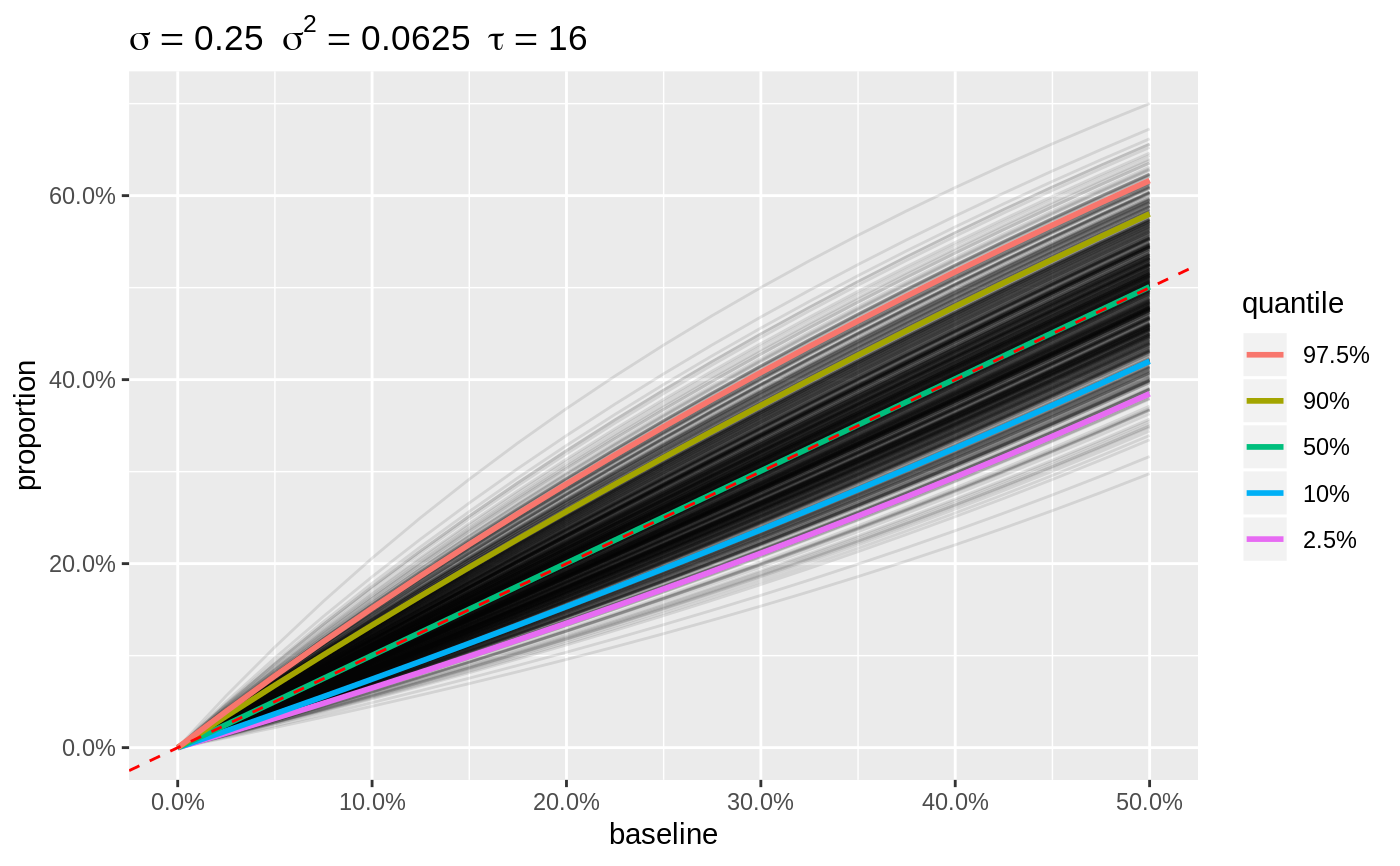 σ = 0.25 σ² = 0.0625 τ = 16
proportion
60.0%
40.0%
20.0%
0.0%
0.0% 10.0% 20.0% 30.0% 40.0% 50.0%
baseline
quantile
97.5%
90%
50%
10%
2.5%